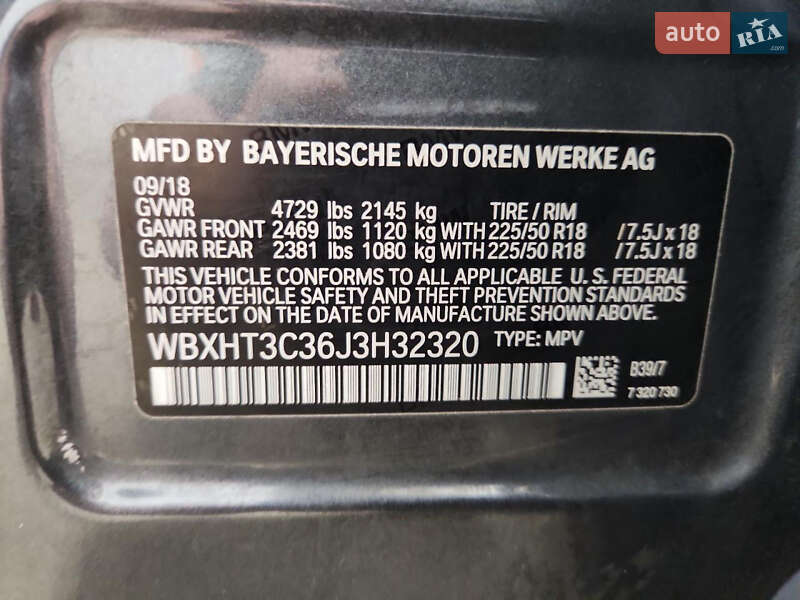 auto RIA.com
MFD BY BAYERISCHE MOTOREN WERKE AG
09/18
GVWR 4729 lbs 2145 kg TIRE / RIM
GAWR FRONT 2469 lbs 1120 kg WITH 225/50 R18 /7.5J x 18
GAWR REAR 2381 lbs 1080 kg WITH 225/50 R18 /7.5J x 18
THIS VEHICLE CONFORMS TO ALL APPLICABLE U. S. FEDERAL
MOTOR VEHICLE SAFETY AND THEFT PREVENTION STANDARDS
IN EFFECT ON THE DATE OF MANUFACTURE SHOWN ABOVE.
WBXHT3C36J3H32320 TYPE: MPV
B39/7
7 320 730